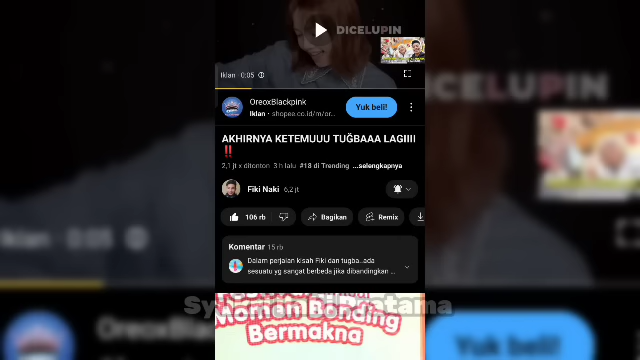 DICELUPIN
Iklan · 0:05
OreoxBlackpink
Iklan · shopee.co.id/m/or...
Yuk beli!
AKHIRNYA KETEMUUU TUĞBAAA LAGIIII
‼️
2,1 jt x ditonton 3 h lalu #18 di Trending ...selengkapnya
Fiki Naki 6,2 jt
106 rb
Bagikan
Remix
Komentar 15 rb
Dalam perjalan kisah Fiki dan tugba..ada
sesuatu yg sangat berbeda jika dibandingkan ...
Momen Bonding
Bermakna